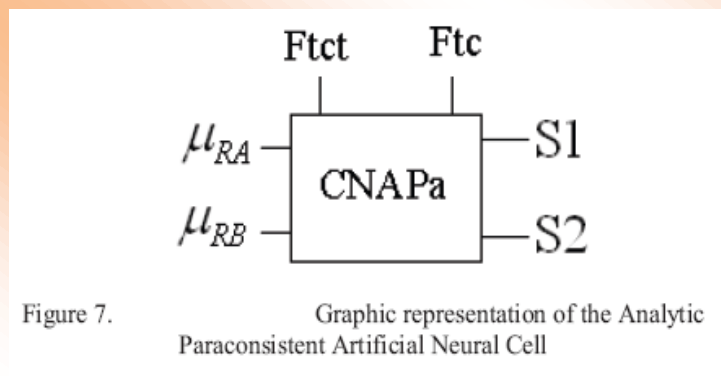 Ftct Ftc
μRA
S1
CNAPa
μRB
S2
Figure 7. Graphic representation of the Analytic
Paraconsistent Artificial Neural Cell